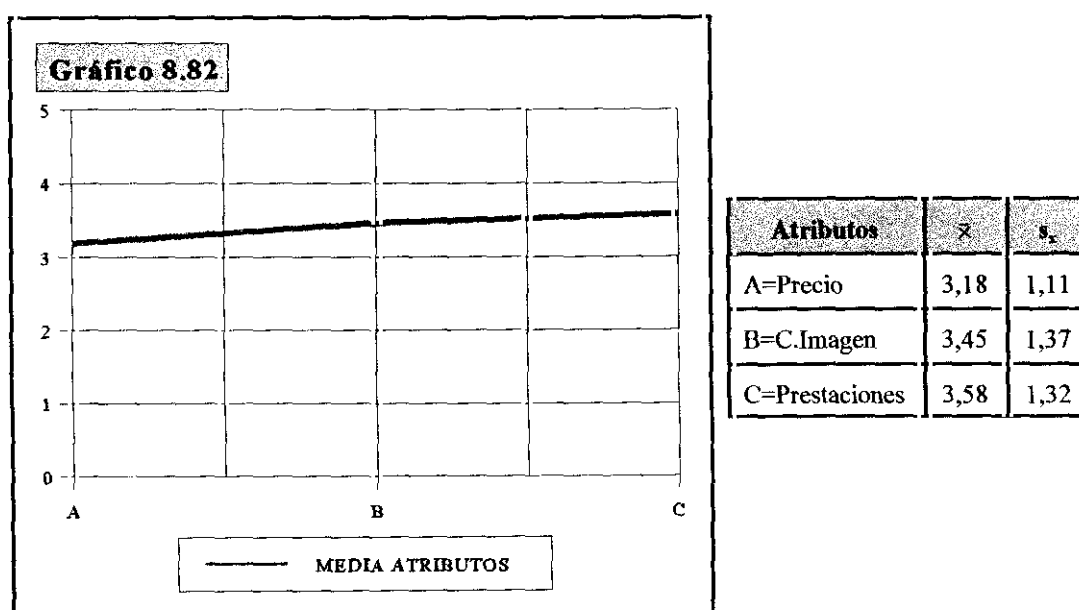 Gráfico 8.82
5
4
3
2
1
0
A B C
MEDIA ATRIBUTOS
Atributos x̄ sₓ
A=Precio 3,18 1,11
B=C.Imagen 3,45 1,37
C=Prestaciones 3,58 1,32